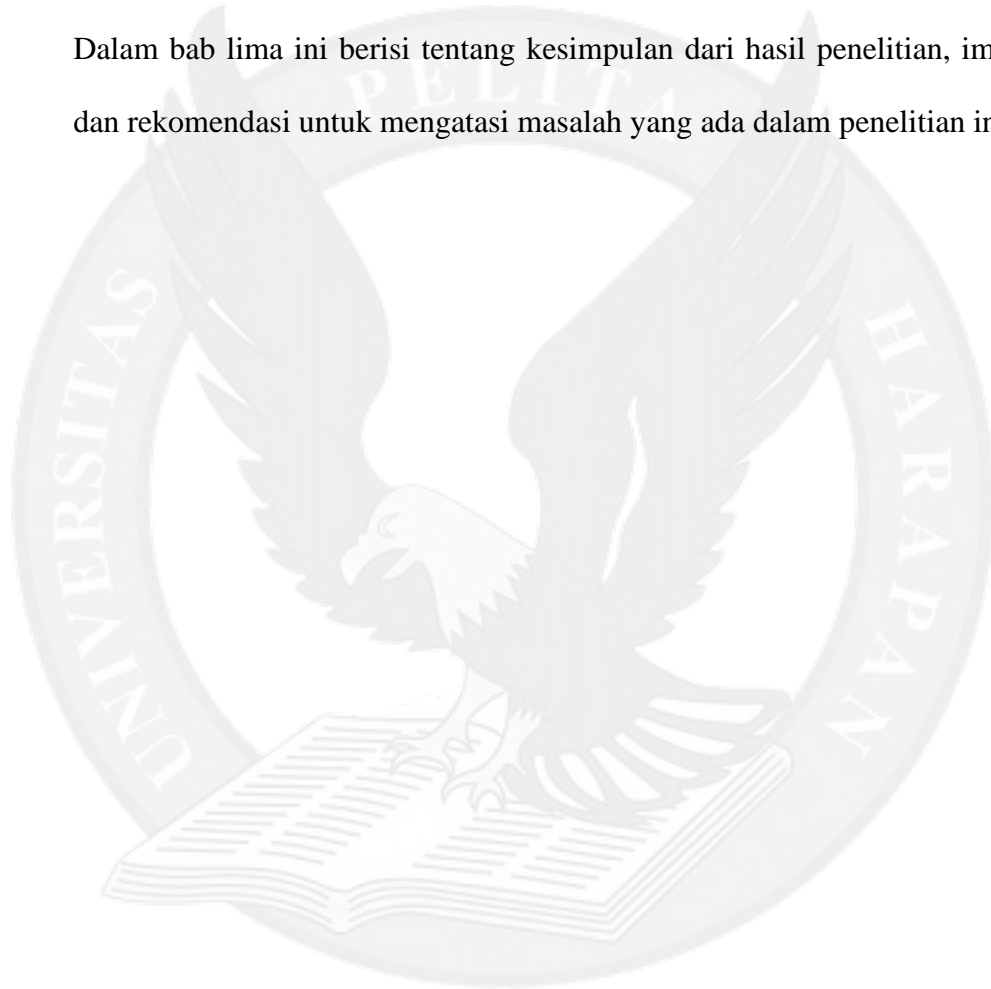 Dalam bab lima ini berisi tentang kesimpulan dari hasil penelitian,
dan rekomendasi untuk mengatasi masalah yang ada dalam penelitian
UNIVERSITAS PELITA HARAPAN